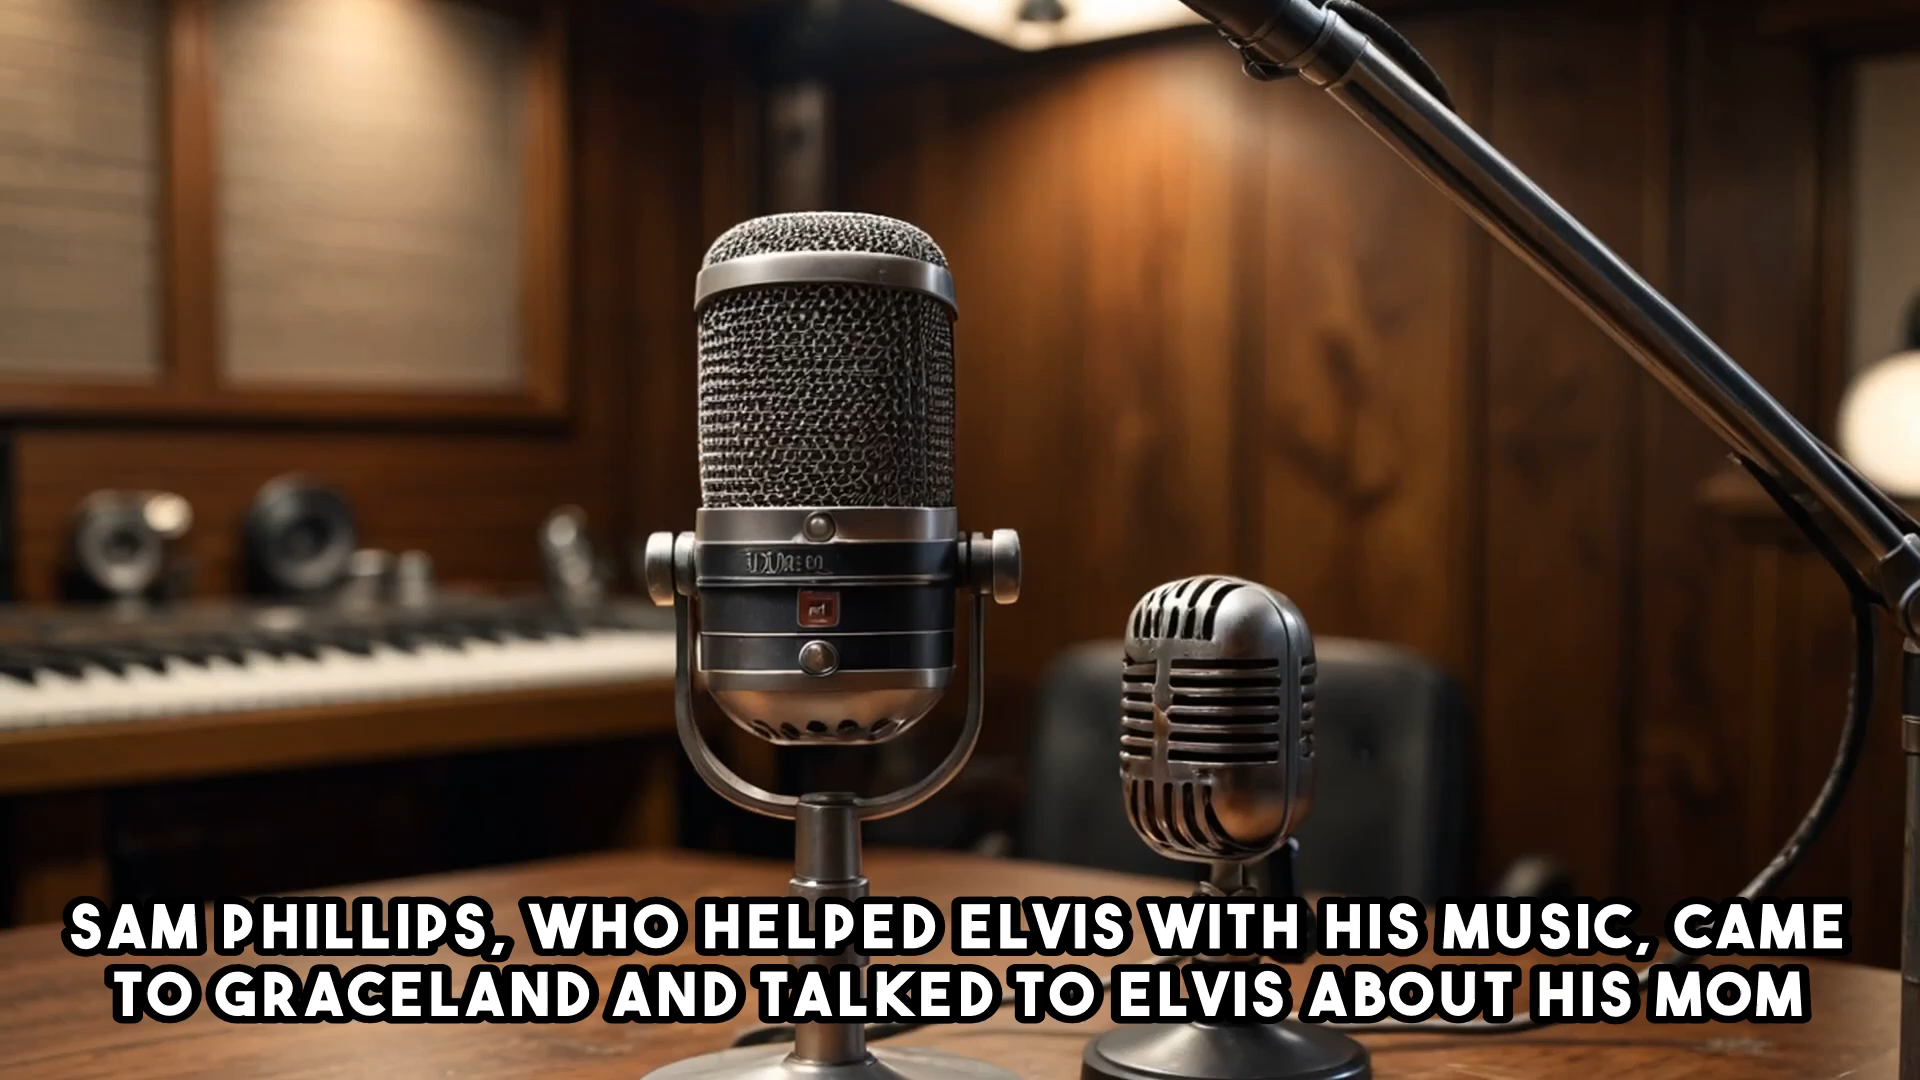 SAM PHILLIPS, WHO HELPED ELVIS WITH HIS MUSIC, CAME
TO GRACELAND AND TALKED TO ELVIS ABOUT HIS MOM